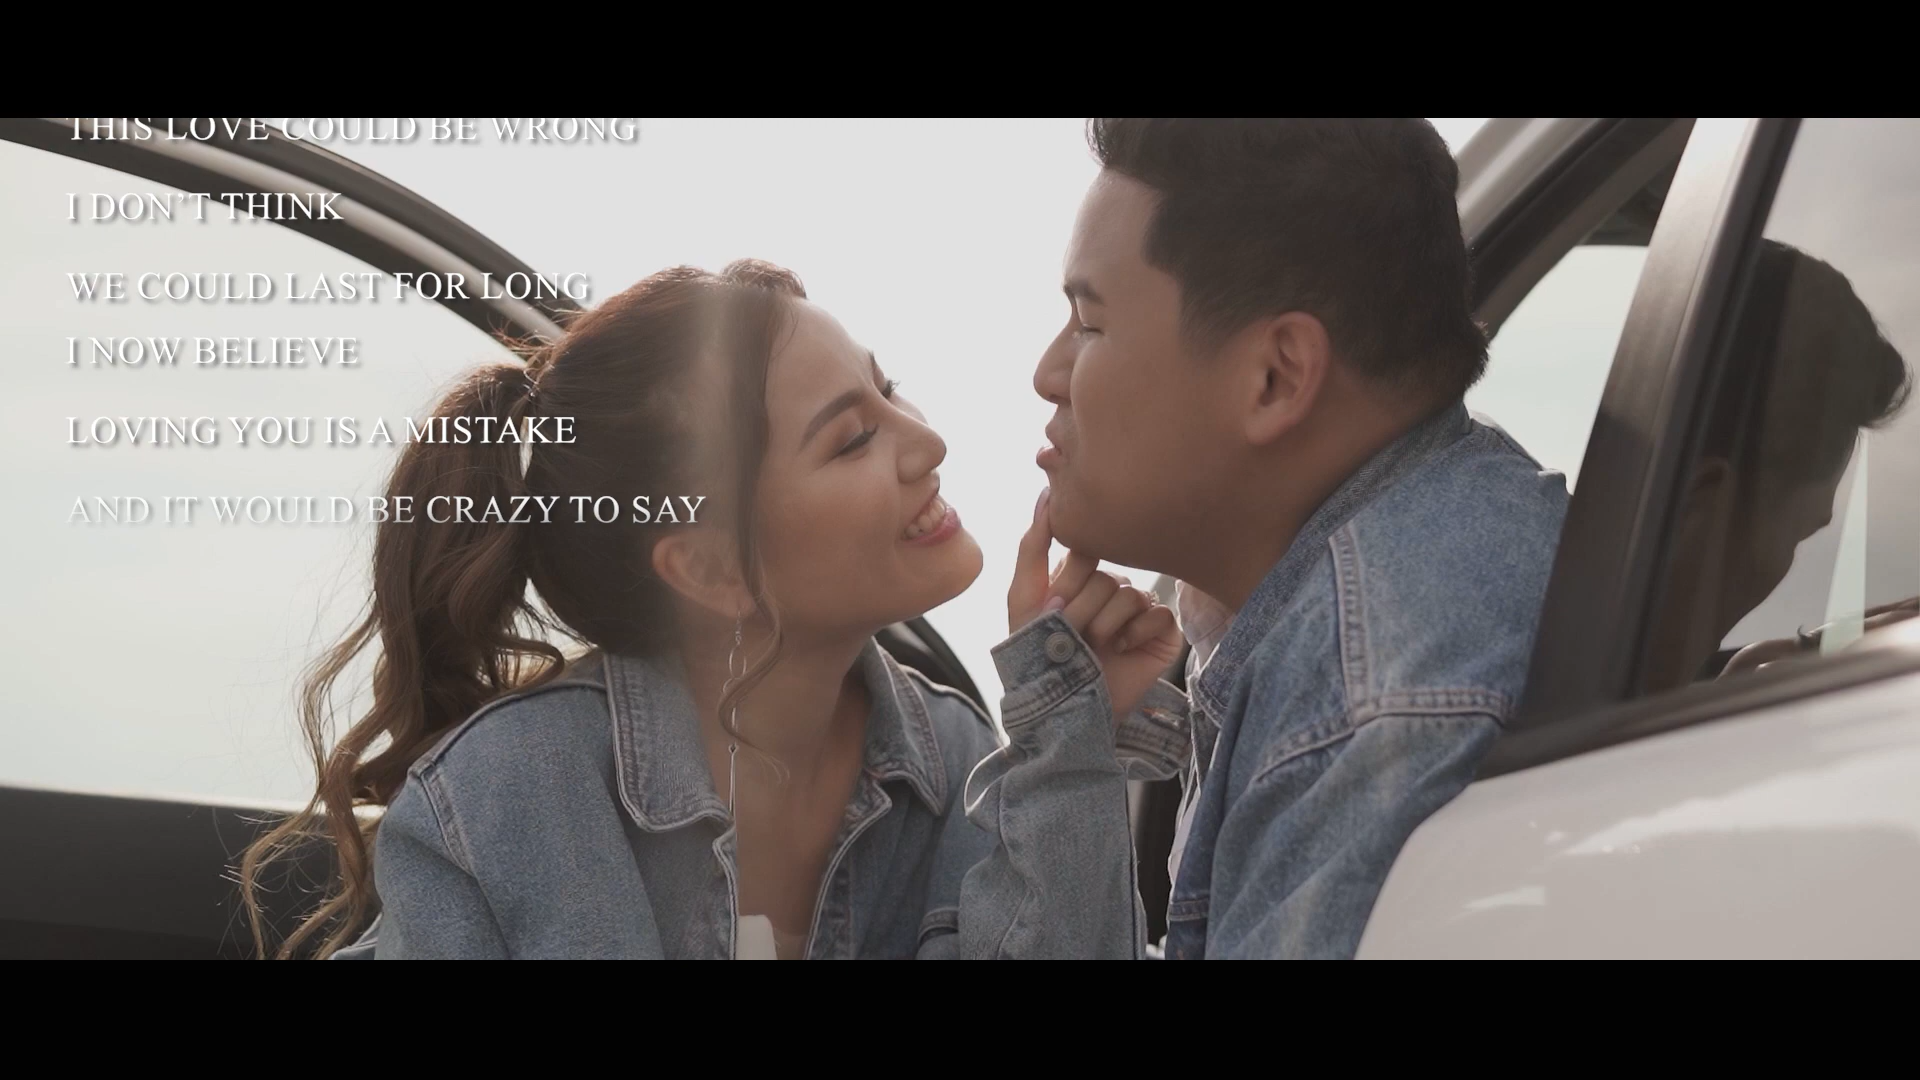 THIS LOVE COULD BE WRONG
I DON’T THINK
WE COULD LAST FOR LONG
I NOW BELIEVE
LOVING YOU IS A MISTAKE
AND IT WOULD BE CRAZY TO SAY